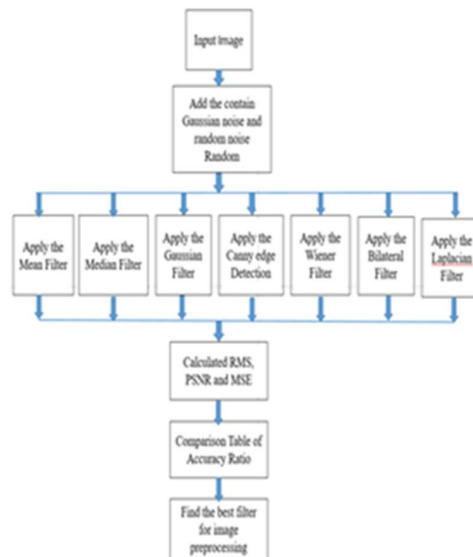 Input Image
Add the contain
Gaussian noise and
random noise
Random
Apply the
Mean Filter
Apply the
Median Filter
Apply the
Gaussian
Filter
Apply the
Canny edge
Detection
Apply the
Wiener
Filter
Apply the
Bilateral
Filter
Apply the
Laplacian
Filter
Calculated RMS,
PSNR and MSE
Comparison Table of
Accuracy Ratio
Find the best filter
for image
preprocessing